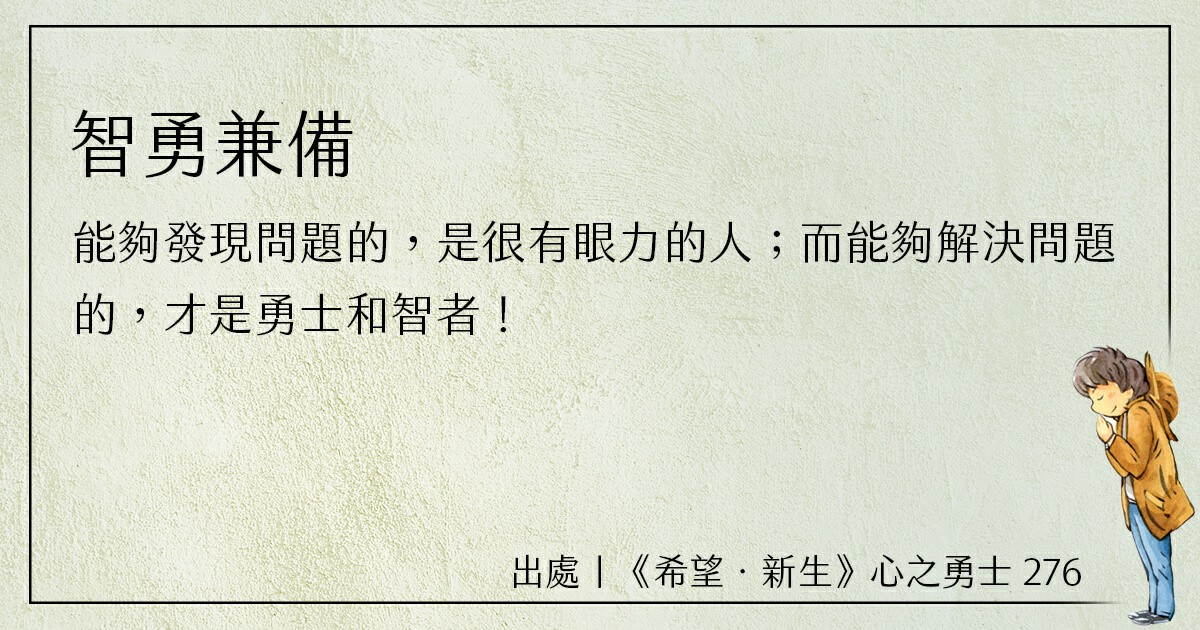 智勇兼備
能夠發現問題的，是很有眼力的人；而能夠解決問題
的，才是勇士和智者！
出處｜《希望．新生》心之勇士 276